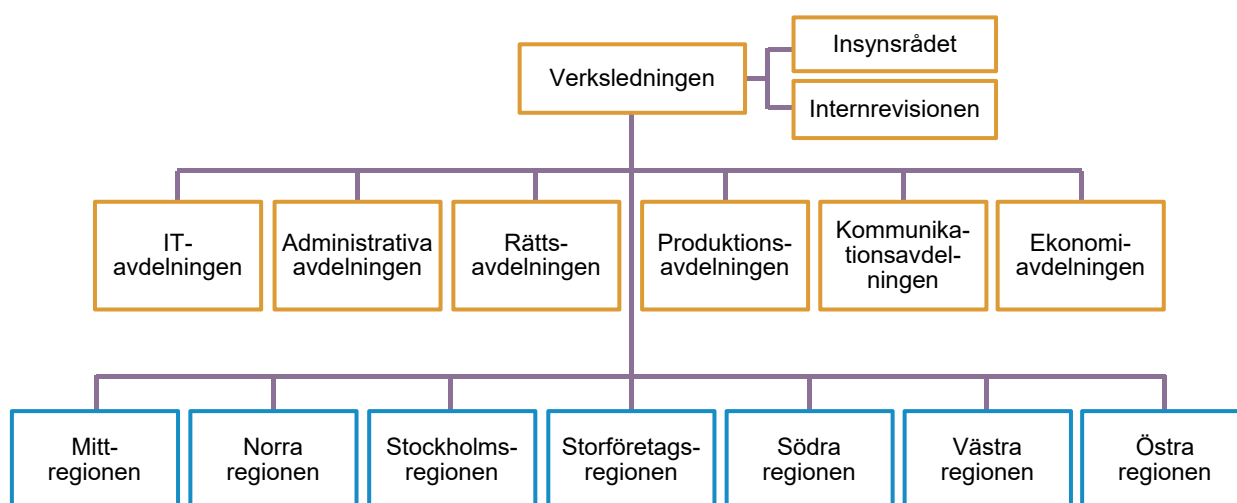 Insynsrådet
Verksledningen
Internrevisionen
IT-
avdelningen
Administrativa
avdelningen
Rätts-
avdelningen
Produktions-
avdelningen
Kommunika-
tionsavdel-
ningen
Ekonomi-
avdelningen
Mitt-
regionen
Norra
regionen
Stockholms-
regionen
Storföretags-
regionen
Södra
regionen
Västra
regionen
Östra
regionen